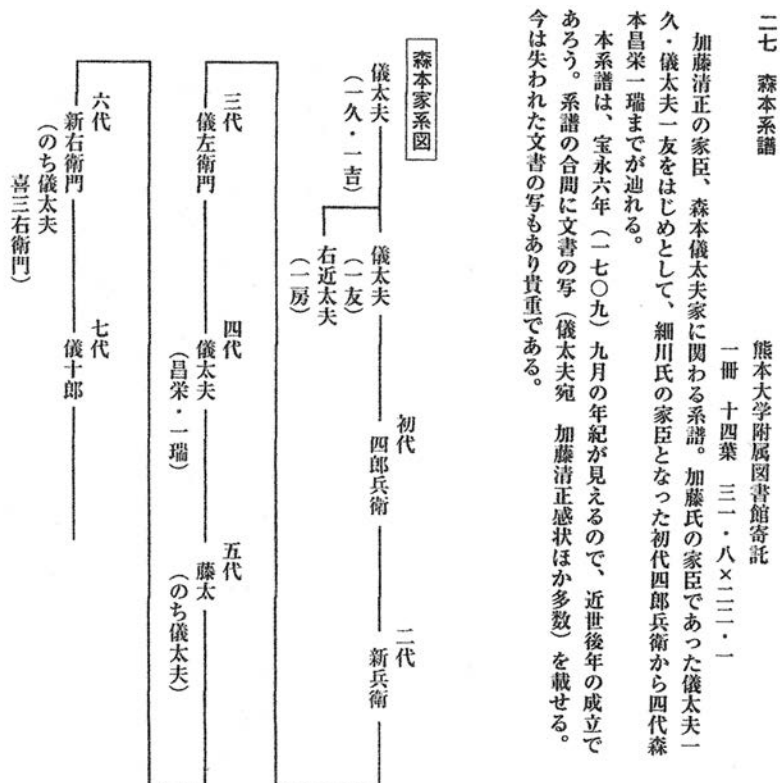 二七　森本系譜
熊本大学附属図書館寄託
一冊　十四葉　三一・八×二二・一
加藤清正の家臣、森本儀太夫家に関わる系譜。加藤氏の家臣であった儀太夫一
久・儀太夫一友をはじめとして、細川氏の家臣となった初代四郎兵衛から四代森
本昌栄一瑞までが辿れる。
本系譜は、宝永六年（一七〇九）九月の年紀が見えるので、近世後年の成立で
あろう。系譜の合間に文書の写（儀太夫宛　加藤清正感状ほか多数）を載せる。
今は失われた文書の写もあり貴重である。
森本家系図
儀太夫
（一久・一吉）
儀太夫
（一友）
右近太夫
（一房）
初代
四郎兵衛
二代
新兵衛
三代
儀左衛門
四代
儀太夫
（昌栄・一瑞）
五代
藤太
（のち儀太夫）
六代
新右衛門
（のち儀太夫
喜三右衛門）
七代
儀十郎